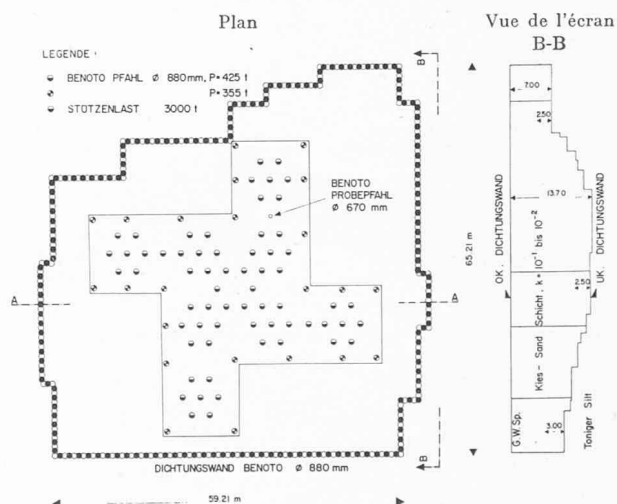 Plan
LEGENDE:
BENOTO PFAHL Ø 880mm, P=425 t
P=355 t
STÜTZENLAST 3000 t
BENOTO
PROBEPFAHL
Ø 670 mm
A
A
B
B
DICHTUNGSWAND BENOTO Ø 880 mm
59.21 m
65.21 m
Vue de l'écran
B-B
7.00
2.50
13.70
2.50
3.00
OK. DICHTUNGSWAND
UK. DICHTUNGSWAND
Kies - Sand Schicht, k = 10⁻¹ bis 10⁻²
G.W.Sp.
Toniger Silt